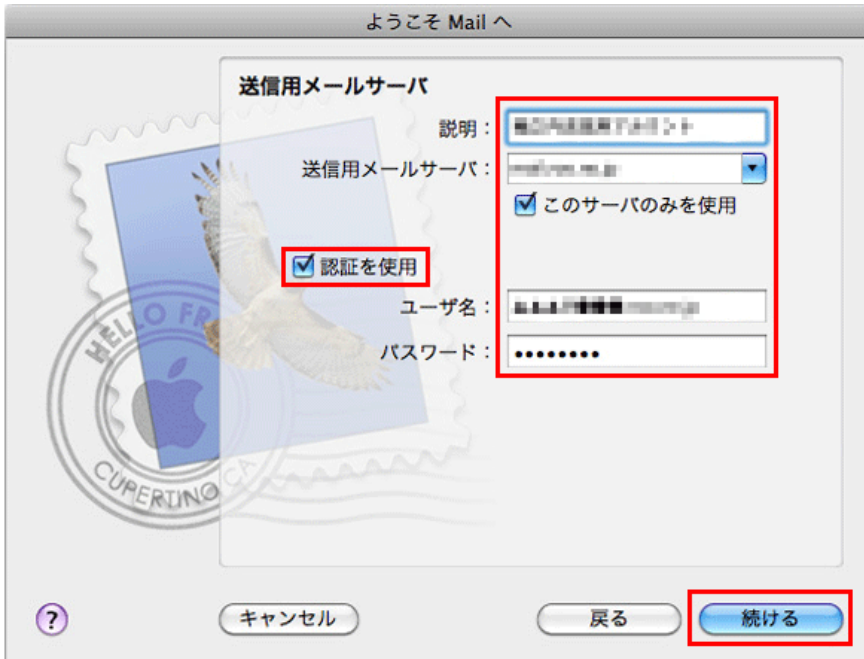 ようこそ Mail へ
送信用メールサーバ
説明：
送信用メールサーバ：
このサーバのみを使用
認証を使用
ユーザ名：
パスワード： ••••••••
HELLO FR
CUPERTINO CA
?
キャンセル
戻る
続ける